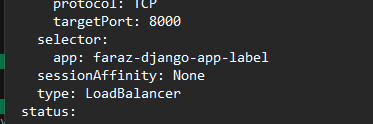 protocol: TCP
targetPort: 8000
selector:
app: faraz-django-app-label
sessionAffinity: None
type: LoadBalancer
status: